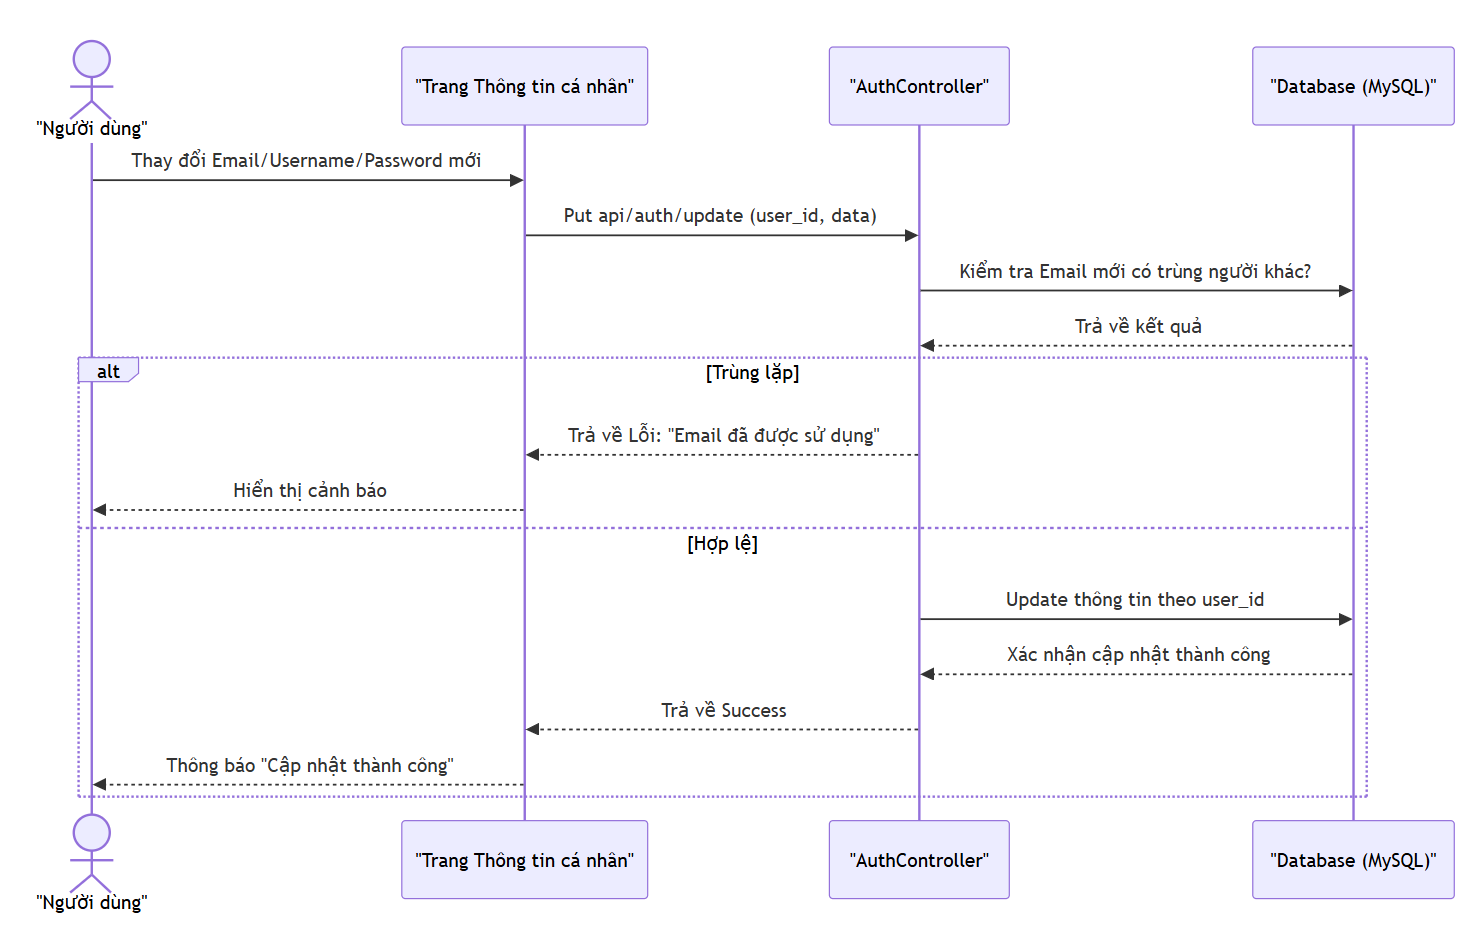 "Người dùng"
"Trang Thông tin cá nhân"
"AuthController"
"Database (MySQL)"
Thay đổi Email/Username/Password mới
Put api/auth/update (user_id, data)
Kiểm tra Email mới có trùng người khác?
Trả về kết quả
alt
[Trùng lặp]
Trả về Lỗi: "Email đã được sử dụng"
Hiển thị cảnh báo
[Hợp lệ]
Update thông tin theo user_id
Xác nhận cập nhật thành công
Trả về Success
Thông báo "Cập nhật thành công"
"Người dùng"
"Trang Thông tin cá nhân"
"AuthController"
"Database (MySQL)"